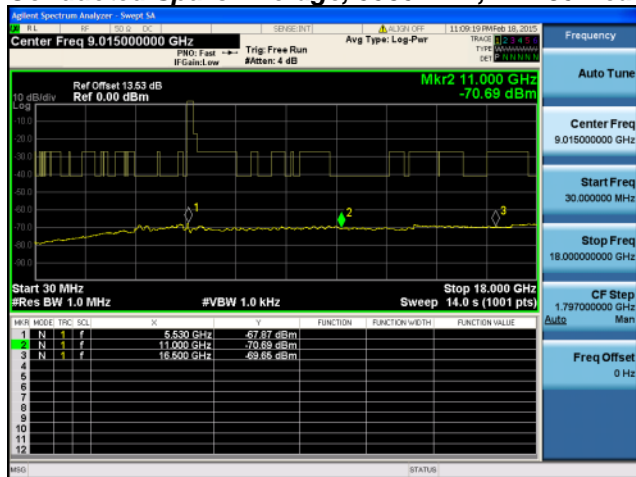 Agilent Spectrum Analyzer - Swept SA
RL RF 50 Ω DC SENSE:INT ALIGN OFF 11:09:19 PM Feb 18, 2015
Center Freq 9.015000000 GHz Avg Type: Log-Pwr TRACE 1 2 3 4 5 6
PNO: Fast Trig: Free Run TYPE
IFGain:Low #Atten: 4 dB DET P N N N N N
Frequency
Auto Tune
Center Freq
9.015000000 GHz
Start Freq
30.000000 MHz
Stop Freq
18.000000000 GHz
CF Step
1.797000000 GHz
Auto Man
Freq Offset
0 Hz
Mkr2 11.000 GHz
-70.69 dBm
Ref Offset 13.53 dB
10 dB/div Ref 0.00 dBm
Log
-10.0
-20.0
-30.0
-40.0
-50.0
-60.0
-70.0
-80.0
-90.0
1
2
3
Start 30 MHz Stop 18.000 GHz
#Res BW 1.0 MHz #VBW 1.0 kHz Sweep 14.0 s (1001 pts)
MKR MODE TRC SCL X Y FUNCTION FUNCTION WIDTH FUNCTION VALUE
1 N 1 f 5.530 GHz -67.87 dBm
2 N 1 f 11.000 GHz -70.69 dBm
3 N 1 f 16.500 GHz -69.65 dBm
4
5
6
7
8
9
10
11
12
MSG STATUS